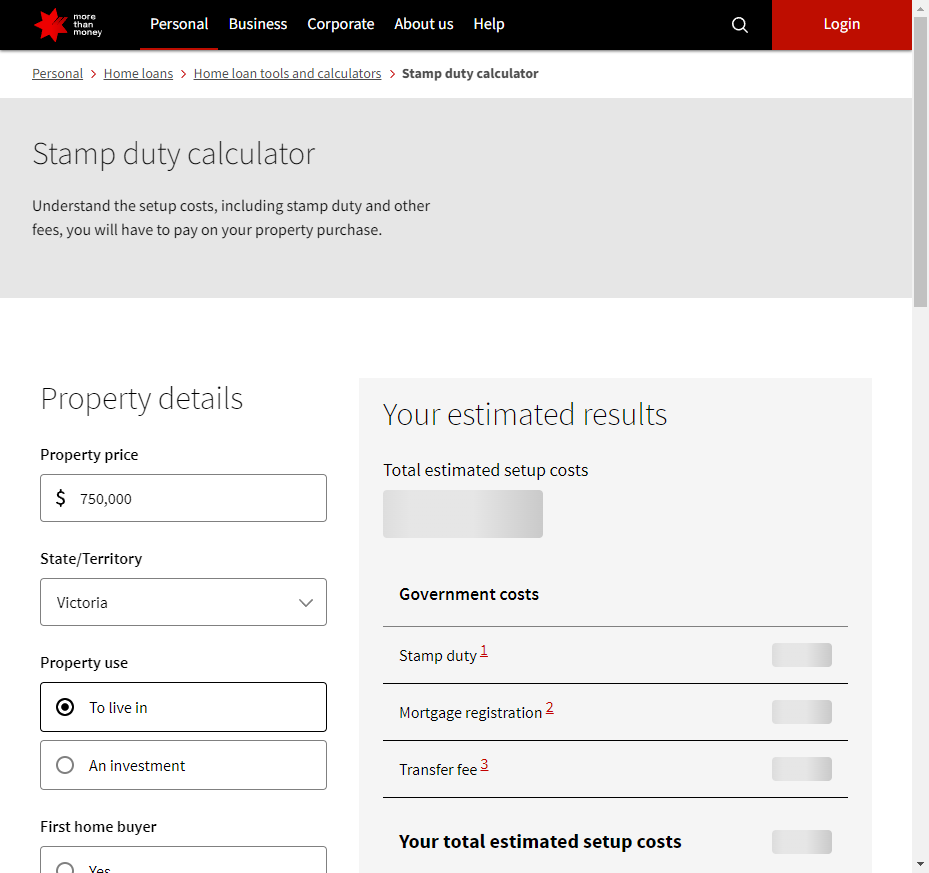 more
than
money
Personal
Business
Corporate
About us
Help
Login
Personal > Home loans > Home loan tools and calculators > Stamp duty calculator
Stamp duty calculator
Understand the setup costs, including stamp duty and other
fees, you will have to pay on your property purchase.
Property details
Property price
$ 750,000
State/Territory
Victoria
Property use
To live in
An investment
First home buyer
Yes
Your estimated results
Total estimated setup costs
Government costs
Stamp duty 1
Mortgage registration 2
Transfer fee 3
Your total estimated setup costs